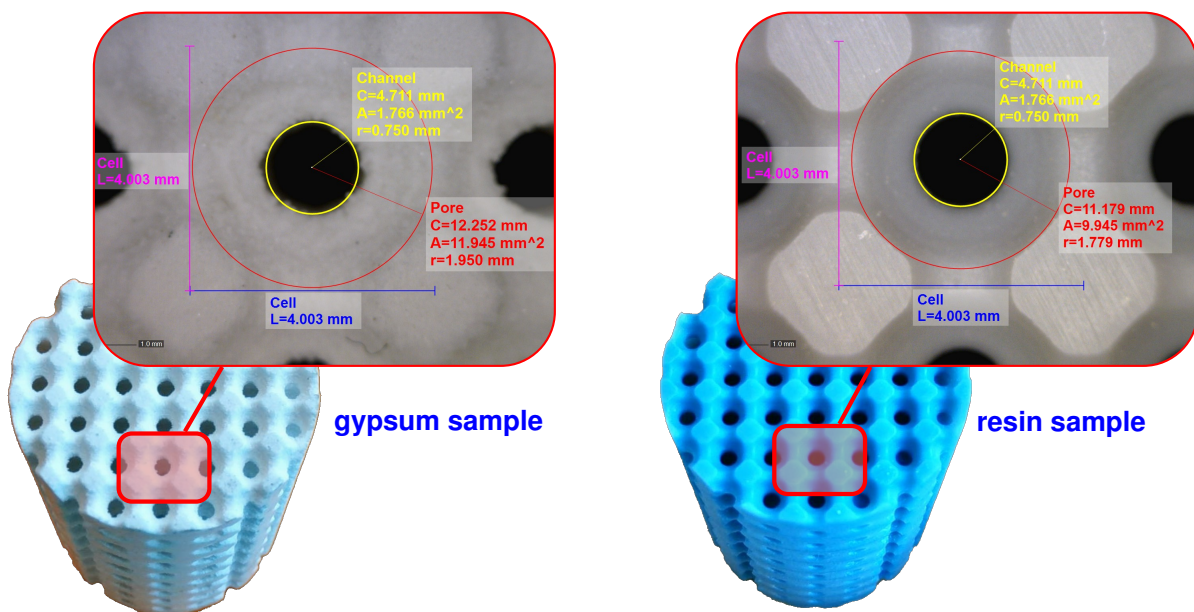 Channel
C=4.711 mm
A=1.766 mm^2
r=0.750 mm
Cell
L=4.003 mm
Pore
C=12.252 mm
A=11.945 mm^2
r=1.950 mm
Cell
L=4.003 mm
1.0 mm
gypsum sample
Channel
C=4.711 mm
A=1.766 mm^2
r=0.750 mm
Cell
L=4.003 mm
Pore
C=11.179 mm
A=9.945 mm^2
r=1.779 mm
Cell
L=4.003 mm
1.0 mm
resin sample